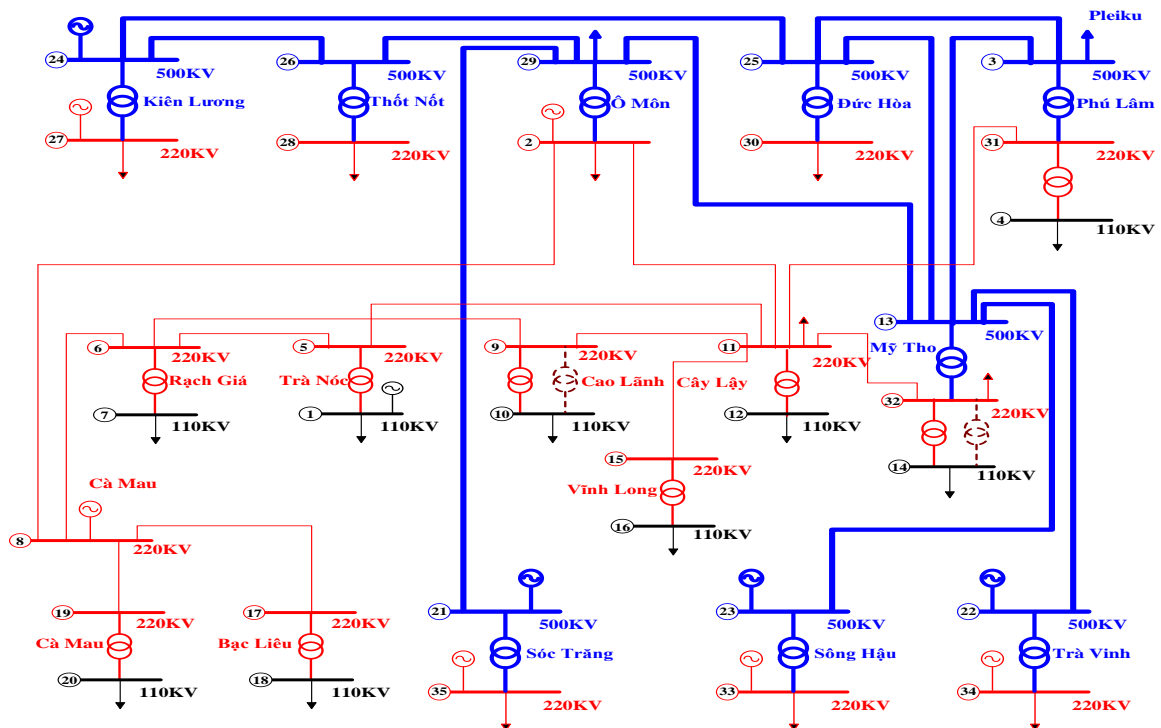 Pleiku
24
500KV
26
500KV
29
500KV
25
500KV
3
500KV
Kiên Lương
Thốt Nốt
Ô Môn
Đức Hòa
Phú Lâm
27
220KV
28
220KV
2
220KV
30
220KV
31
220KV
4
110KV
13
500KV
6
220KV
5
220KV
9
220KV
11
220KV
Mỹ Tho
Rạch Giá
Trà Nóc
Cao Lãnh
Cây Lậy
32
220KV
7
110KV
1
110KV
10
110KV
12
110KV
15
220KV
14
110KV
Vĩnh Long
Cà Mau
16
110KV
8
220KV
19
220KV
17
220KV
21
500KV
23
500KV
22
500KV
Cà Mau
Bạc Liêu
Sóc Trăng
Sông Hậu
Trà Vinh
20
110KV
18
110KV
35
220KV
33
220KV
34
220KV